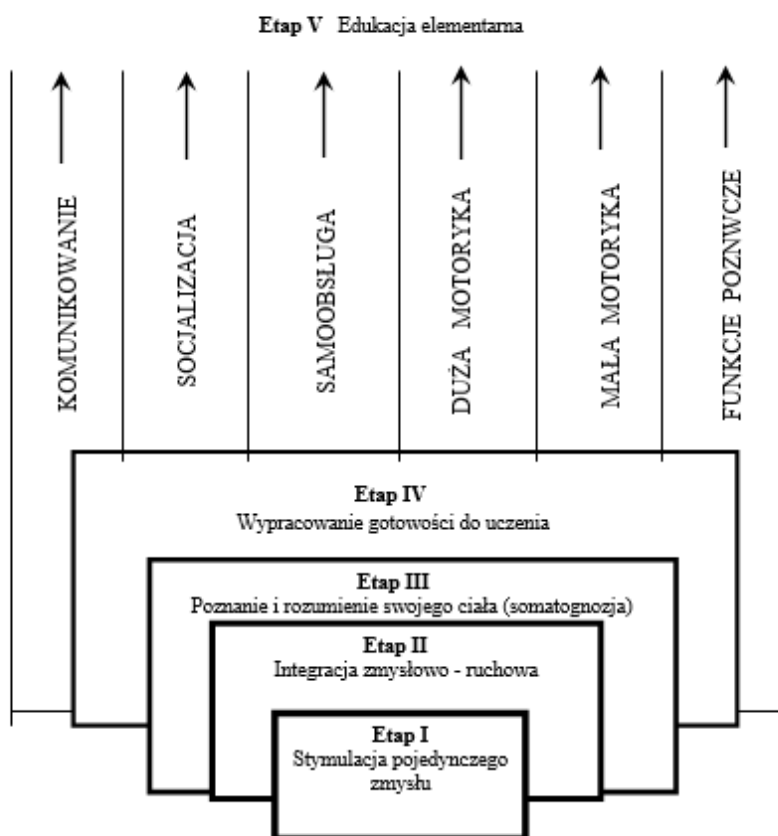 Etap V Edukacja elementarna
KOMUNIKOWANIE
SOCJALIZACJA
SAMOOBSŁUGA
DUŻA MOTORYKA
MAŁA MOTORYKA
FUNKCJE POZNWCZE
Etap IV
Wypracowanie gotowości do uczenia
Etap III
Poznanie i rozumienie swojego ciała (somatognozja)
Etap II
Integracja zmysłowo - ruchowa
Etap I
Stymulacja pojedynczego
zmysłu